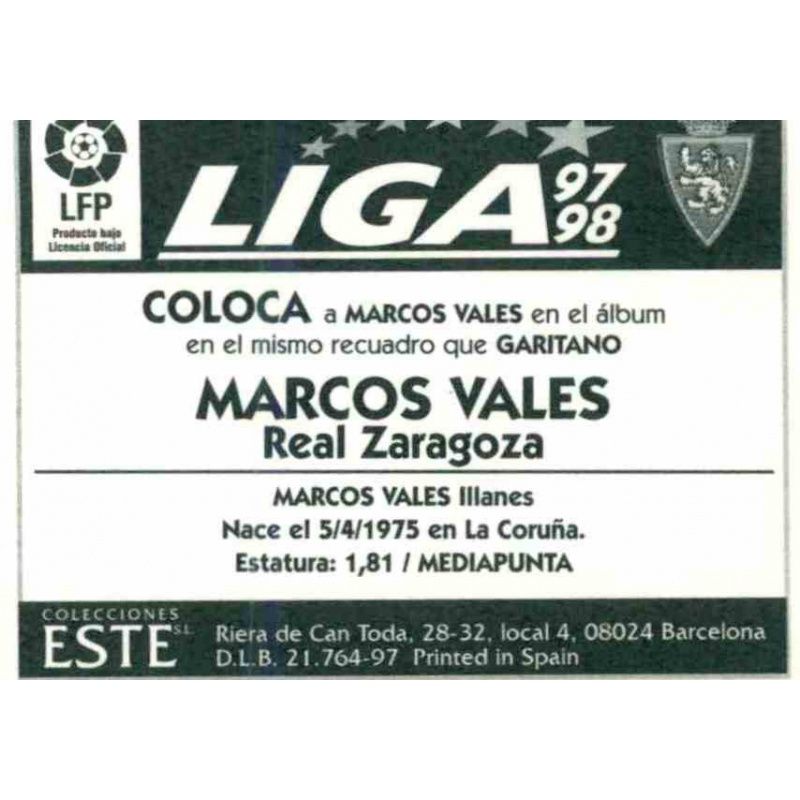 LFP
Producto bajo
Licencia Oficial
LIGA 97 98
COLOCA a MARCOS VALES en el álbum
en el mismo recuadro que GARITANO
MARCOS VALES
Real Zaragoza
MARCOS VALES Illanes
Nace el 5/4/1975 en La Coruña.
Estatura: 1,81 / MEDIAPUNTA
COLECCIONES
ESTE S.L.
Riera de Can Toda, 28-32, local 4, 08024 Barcelona
D.L.B. 21.764-97 Printed in Spain